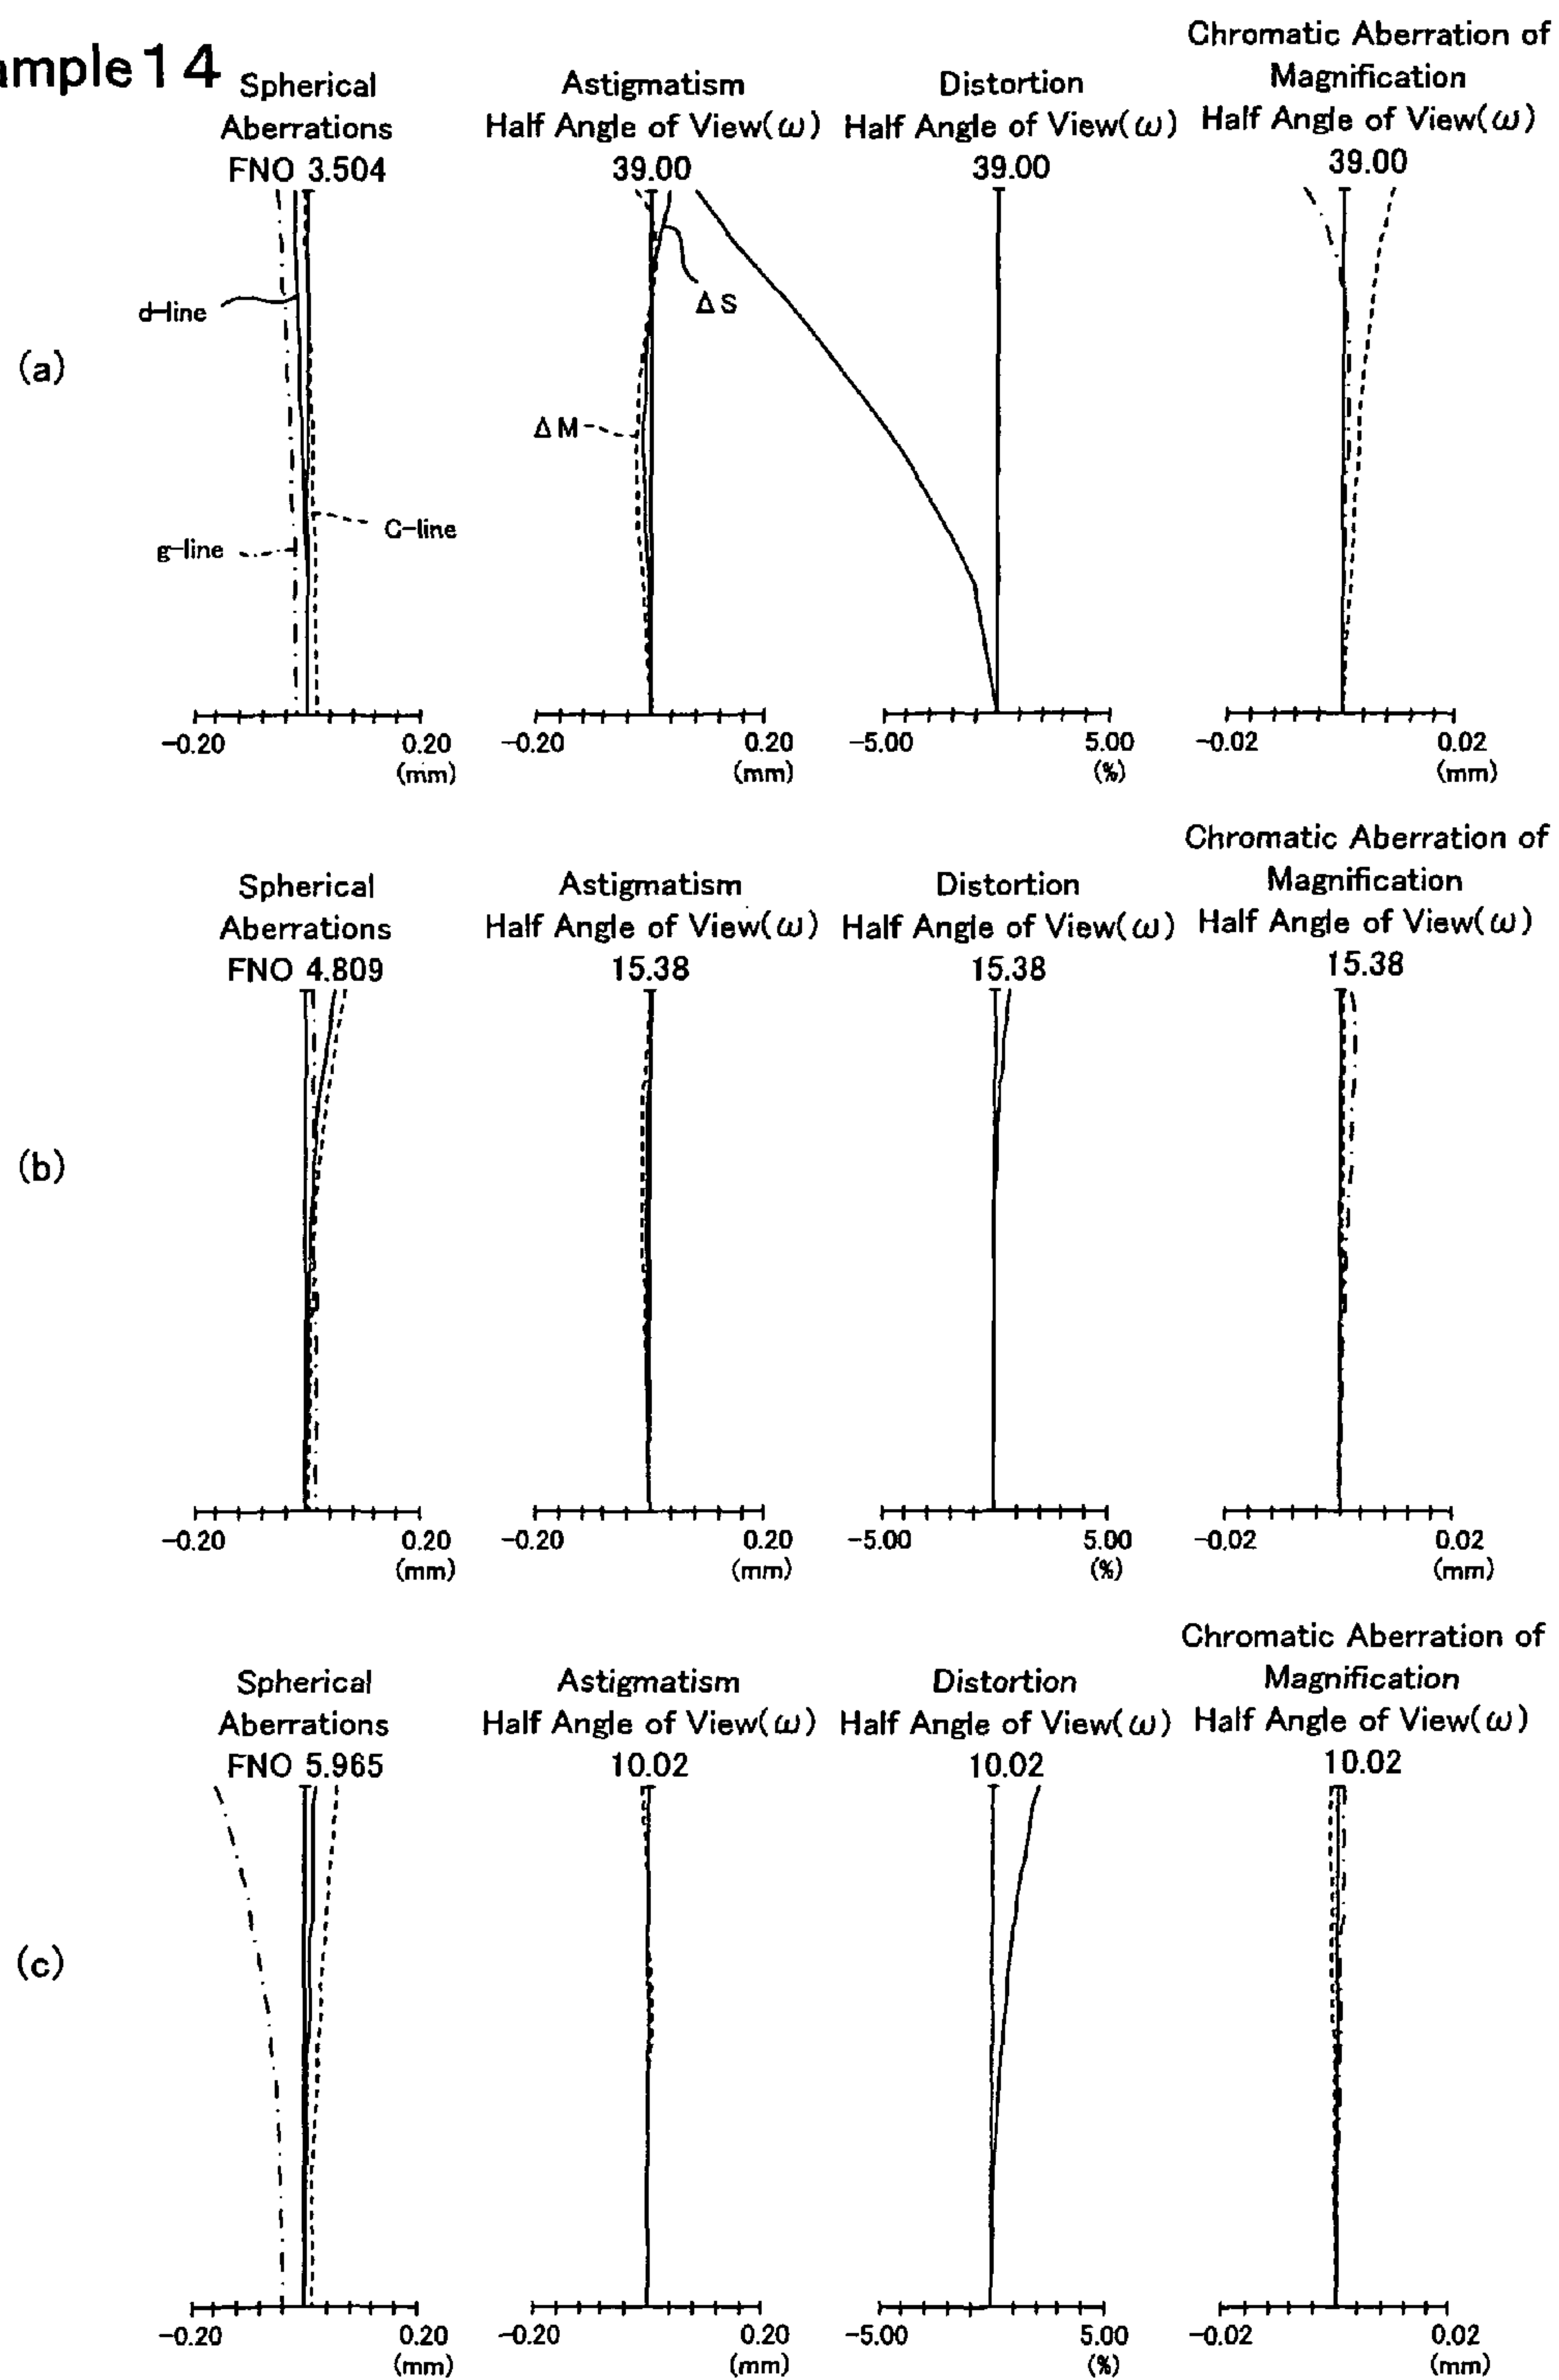 ample 14
Spherical
Aberrations
FNO 3.504
Astigmatism
Half Angle of View(ω)
39.00
Distortion
Half Angle of View(ω)
39.00
Chromatic Aberration of
Magnification
Half Angle of View(ω)
39.00
(a)
d-line
g-line
C-line
ΔS
ΔM
-0.20 0.20
(mm)
-0.20 0.20
(mm)
-5.00 5.00
(%)
-0.02 0.02
(mm)
Spherical
Aberrations
FNO 4.809
Astigmatism
Half Angle of View(ω)
15.38
Distortion
Half Angle of View(ω)
15.38
Chromatic Aberration of
Magnification
Half Angle of View(ω)
15.38
(b)
-0.20 0.20
(mm)
-0.20 0.20
(mm)
-5.00 5.00
(%)
-0.02 0.02
(mm)
Spherical
Aberrations
FNO 5.965
Astigmatism
Half Angle of View(ω)
10.02
Distortion
Half Angle of View(ω)
10.02
Chromatic Aberration of
Magnification
Half Angle of View(ω)
10.02
(c)
-0.20 0.20
(mm)
-0.20 0.20
(mm)
-5.00 5.00
(%)
-0.02 0.02
(mm)